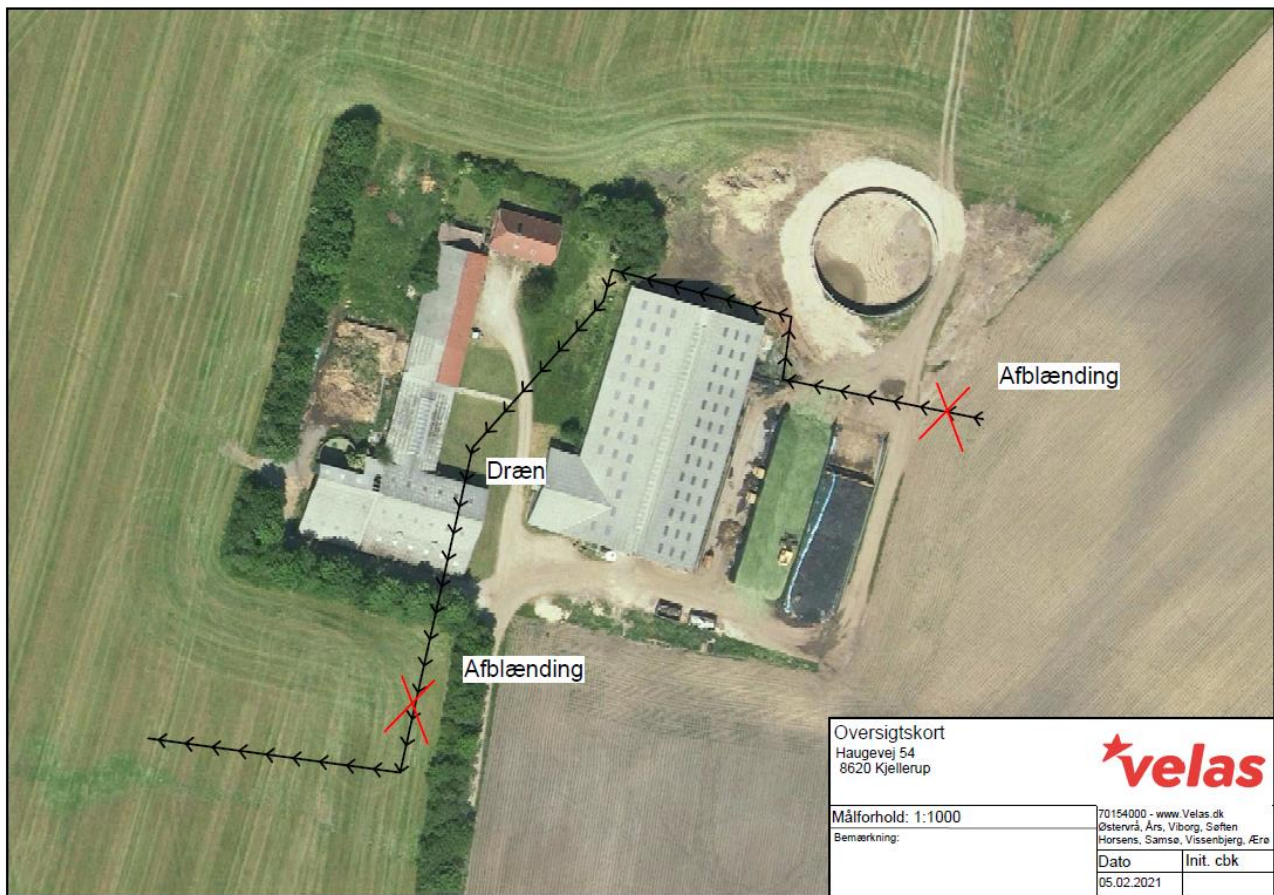 Afblænding
Dræn
Afblænding
Oversigtskort
Haugevej 54
8620 Kjellerup
velas
Målforhold: 1:1000
Bemærkning:
70154000 - www.Velas.dk
Østervrå, Års, Viborg, Søften
Horsens, Samsø, Vissenbjerg, Ærø
Dato
Init. cbk
05.02.2021